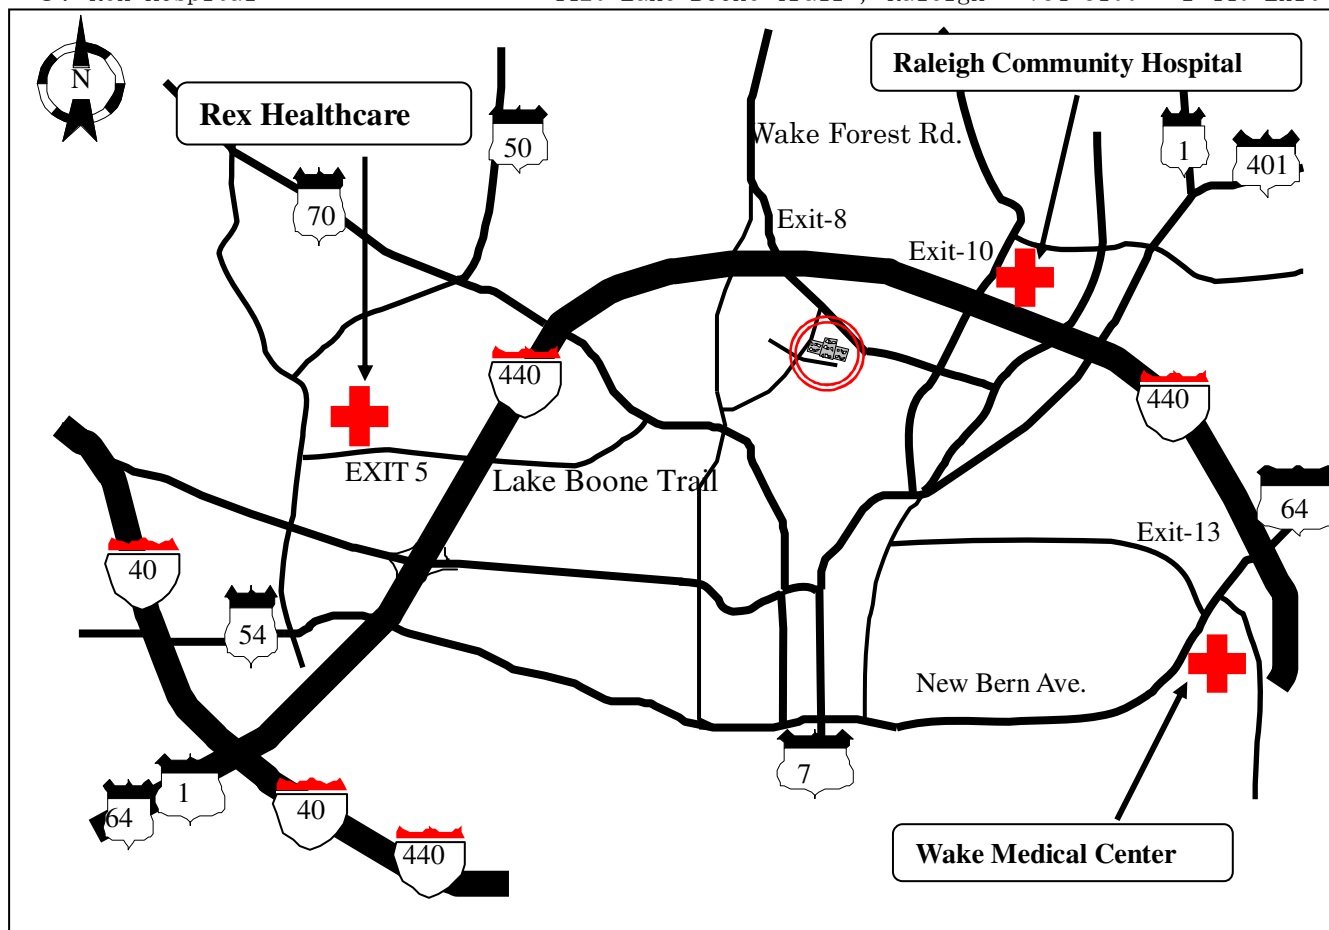 Raleigh Community Hospital
N
Rex Healthcare
50
Wake Forest Rd.
1
401
70
Exit-8
Exit-10
440
440
EXIT 5
Lake Boone Trail
64
Exit-13
40
54
New Bern Ave.
7
1
64
40
440
Wake Medical Center